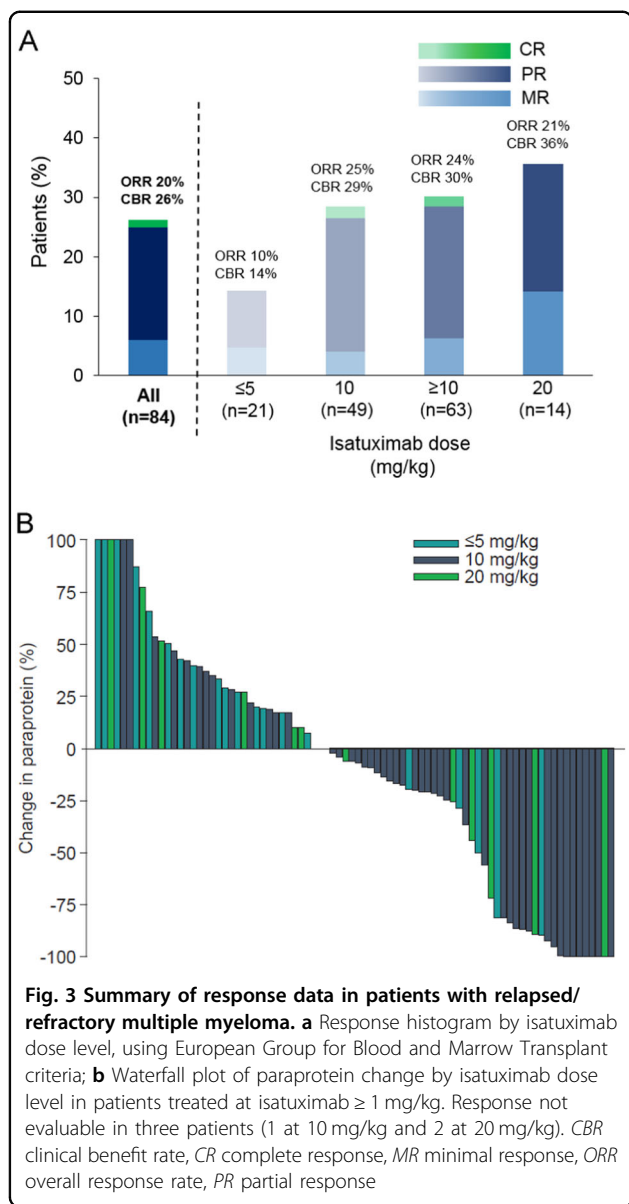 A
CR
PR
MR
50
40
30
20
10
0
Patients (%)
ORR 20%
CBR 26%
ORR 10%
CBR 14%
ORR 25%
CBR 29%
ORR 24%
CBR 30%
ORR 21%
CBR 36%
All
(n=84)
≤5
(n=21)
10
(n=49)
≥10
(n=63)
20
(n=14)
Isatuximab dose
(mg/kg)
B
≤5 mg/kg
10 mg/kg
20 mg/kg
100
75
50
25
0
-25
-50
-75
-100
Change in paraprotein (%)
Fig. 3 Summary of response data in patients with relapsed/
refractory multiple myeloma. a Response histogram by isatuximab
dose level, using European Group for Blood and Marrow Transplant
criteria; b Waterfall plot of paraprotein change by isatuximab dose
level in patients treated at isatuximab ≥ 1 mg/kg. Response not
evaluable in three patients (1 at 10 mg/kg and 2 at 20 mg/kg). CBR
clinical benefit rate, CR complete response, MR minimal response, ORR
overall response rate, PR partial response